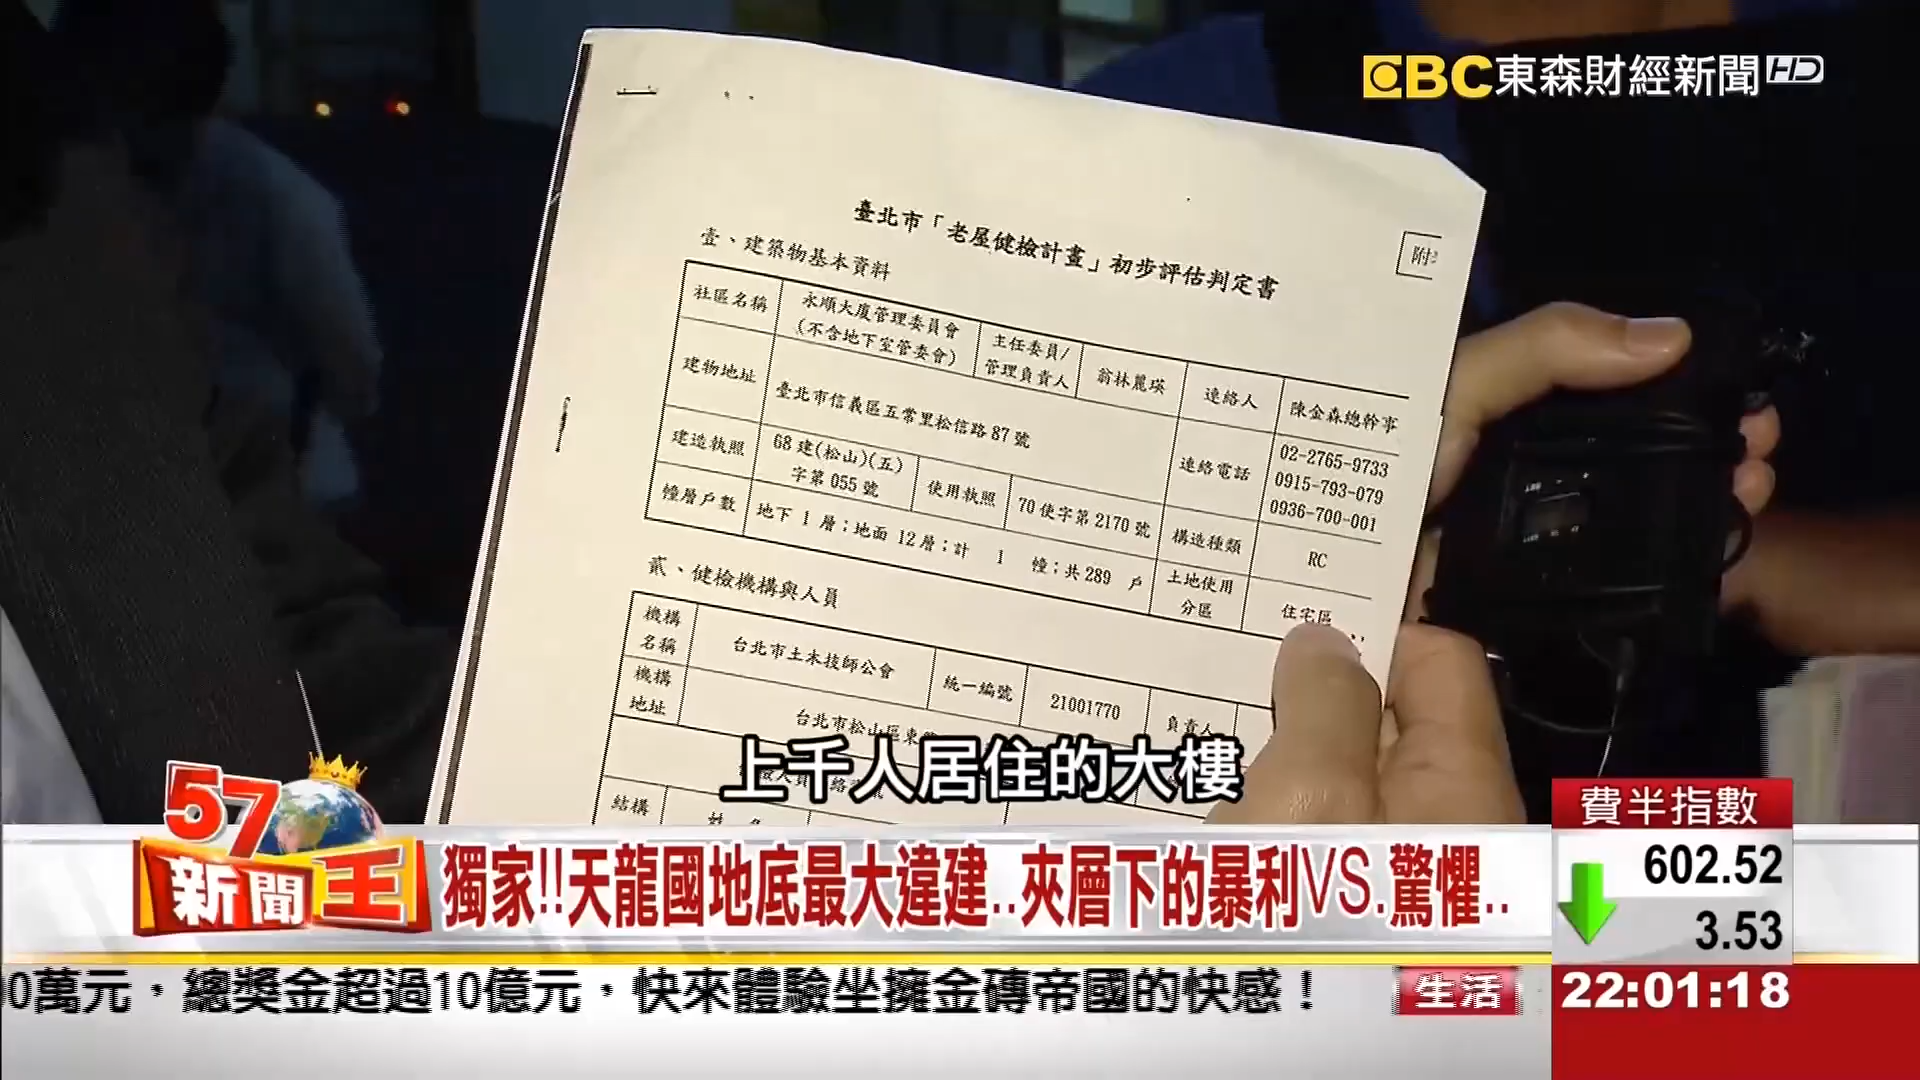 EBC東森財經新聞HD
附
臺北市「老屋健檢計畫」初步評估判定書
壹、建築物基本資料
社區名稱 永順大廈管理委員會(不含地下室管委會) 主任委員/管理負責人 翁林麗瑛 連絡人 陳金森總幹事
建物地址 臺北市信義區五常里松信路87號 連絡電話 02-2765-9733
0915-793-079
0936-700-001
建造執照 68建(松山)(五)字第055號 使用執照 70使字第2170號 構造種類 RC
幢層戶數 地下 1 層;地面 12層;計 1 幢;共289 戶 土地使用分區 住宅區
貳、健檢機構與人員
機構名稱 台北市土木技師公會 統一編號 21001770 負責人
機構地址 台北市松山區東
結構
上千人居住的大樓
57新聞王
獨家!!天龍國地底最大違建..夾層下的暴利VS.驚懼..
費半指數
602.52
3.53
0萬元，總獎金超過10億元，快來體驗坐擁金磚帝國的快感！
生活
22:01:18